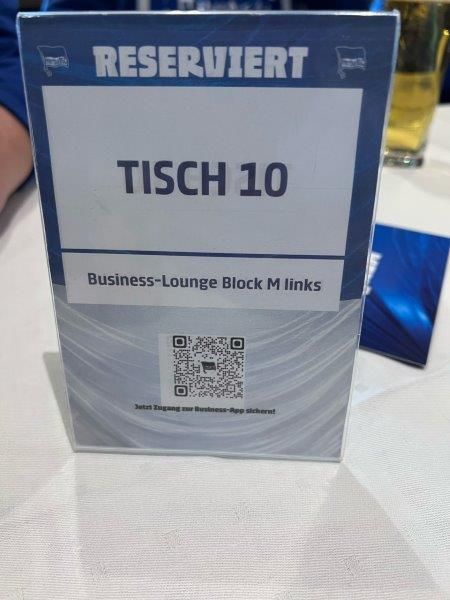 RESERVIERT
TISCH 10
Business-Lounge Block M links
Jetzt Zugang zur Business-App sichern!